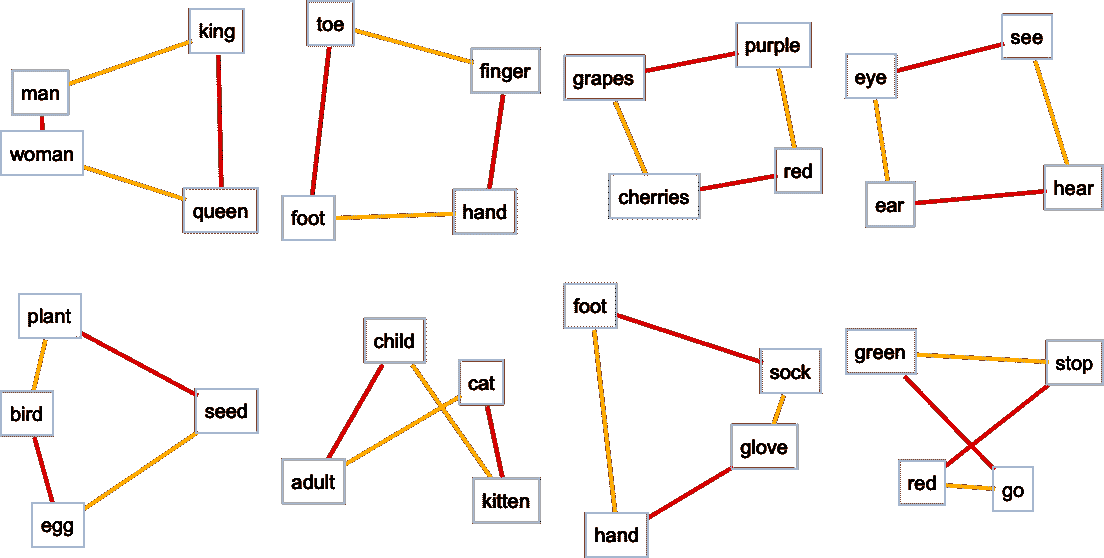 king
man
woman
queen
toe
finger
foot
hand
purple
grapes
red
cherries
see
eye
hear
ear
plant
bird
seed
egg
child
cat
adult
kitten
foot
sock
glove
hand
green
stop
red
go